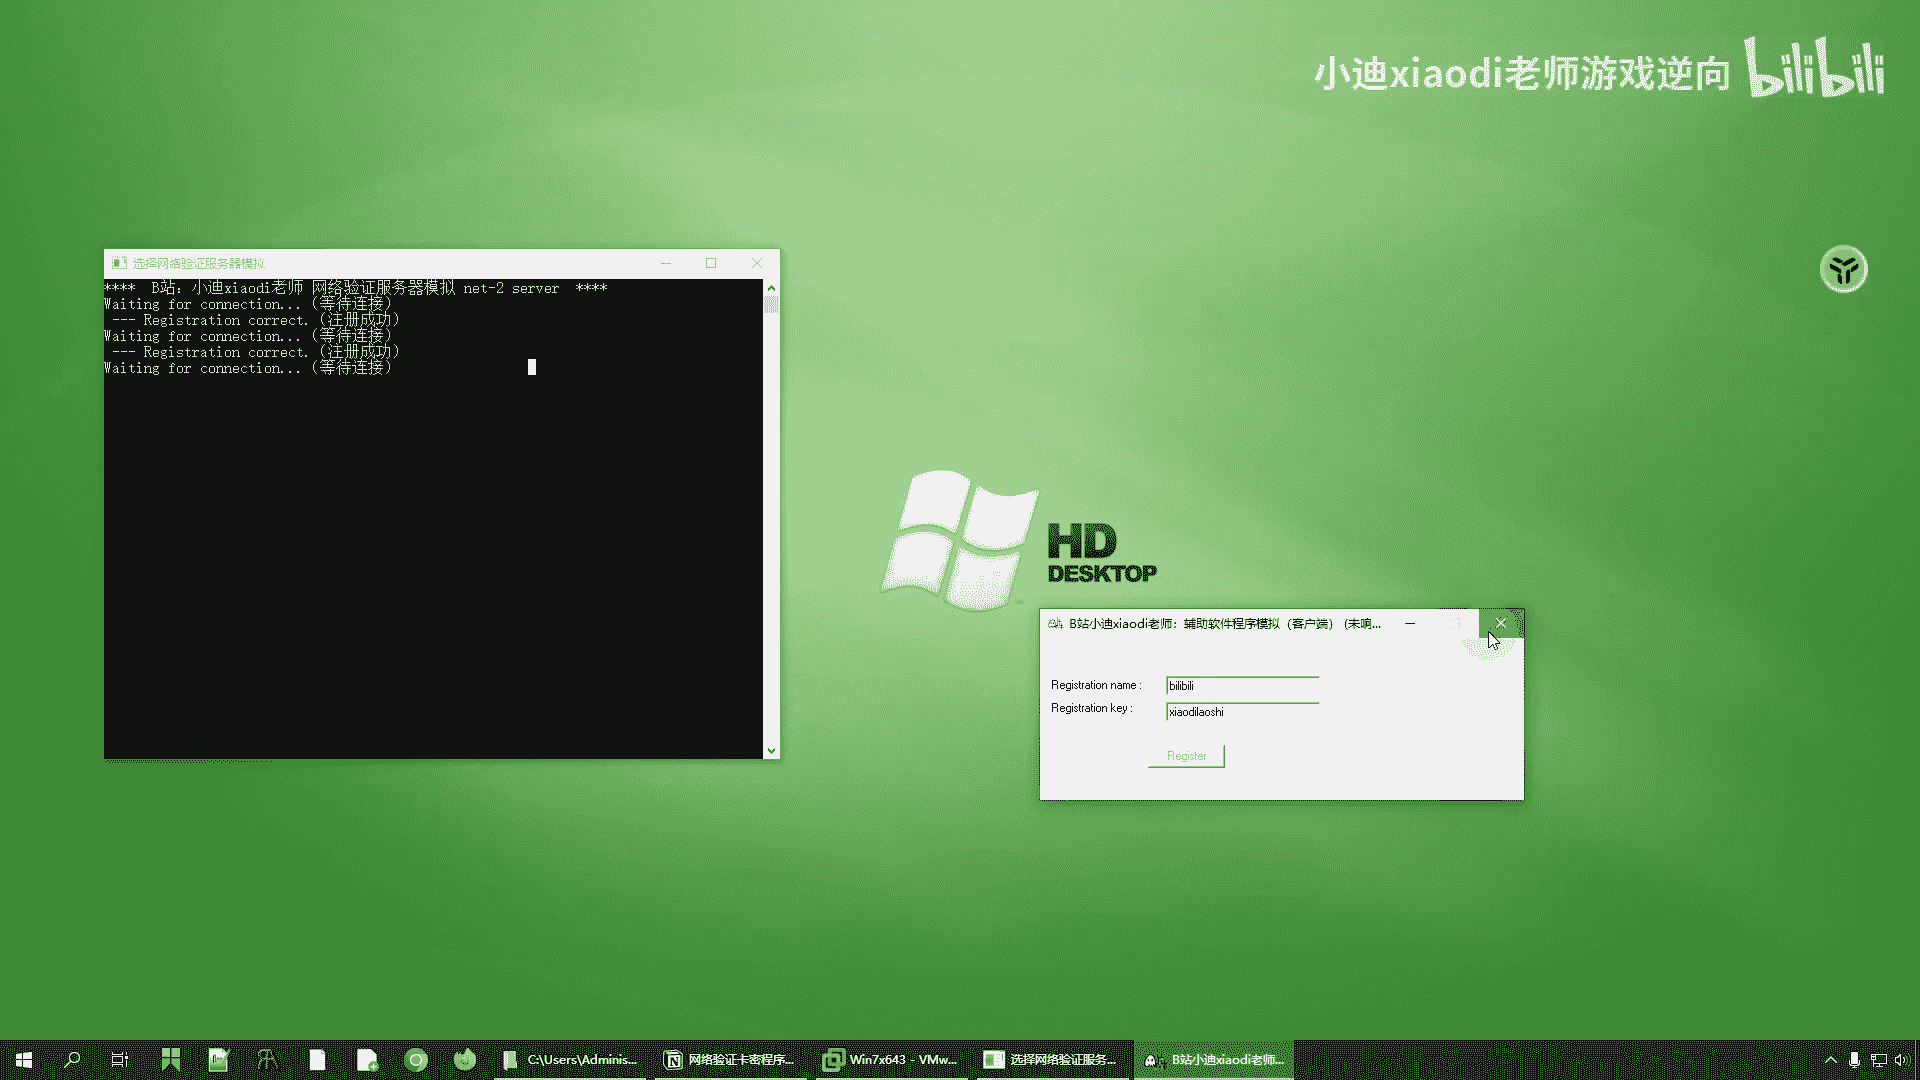 小迪xiaodi老师游戏逆向 bilibili
选择网络验证服务器模拟
**** B站：小迪xiaodi老师 网络验证服务器模拟 net-2 server ****
Waiting for connection... (等待连接)
--- Registration correct. (注册成功)
Waiting for connection... (等待连接)
--- Registration correct. (注册成功)
Waiting for connection... (等待连接)
HD
DESKTOP
B站小迪xiaodi老师：辅助软件程序模拟（客户端） (未响...
Registration name : bilibili
Registration key : xiaodilaoshi
Register
C:\Users\Adminis... 网络验证卡密程序... Win7x643 - VMw... 选择网络验证服务... B站小迪xiaodi老师...